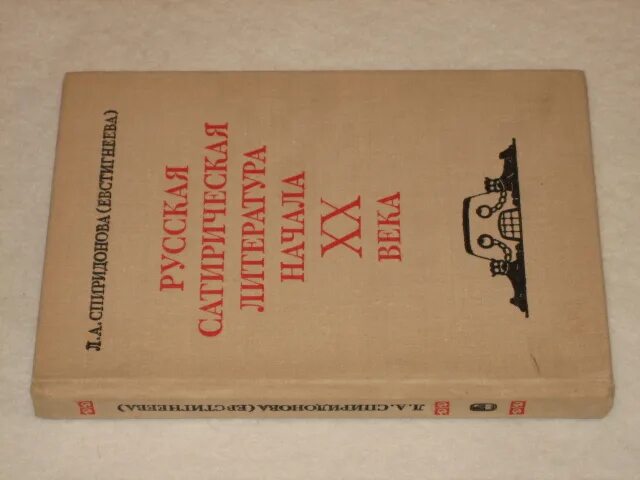 Л.А.СПИРИДОНОВА(ЕВСТИГНЕЕВА)
РУССКАЯ
САТИРИЧЕСКАЯ
ЛИТЕРАТУРА
НАЧАЛА
XX
ВЕКА
Л.А.СПИРИДОНОВА(ЕВСТИГНЕЕВА)